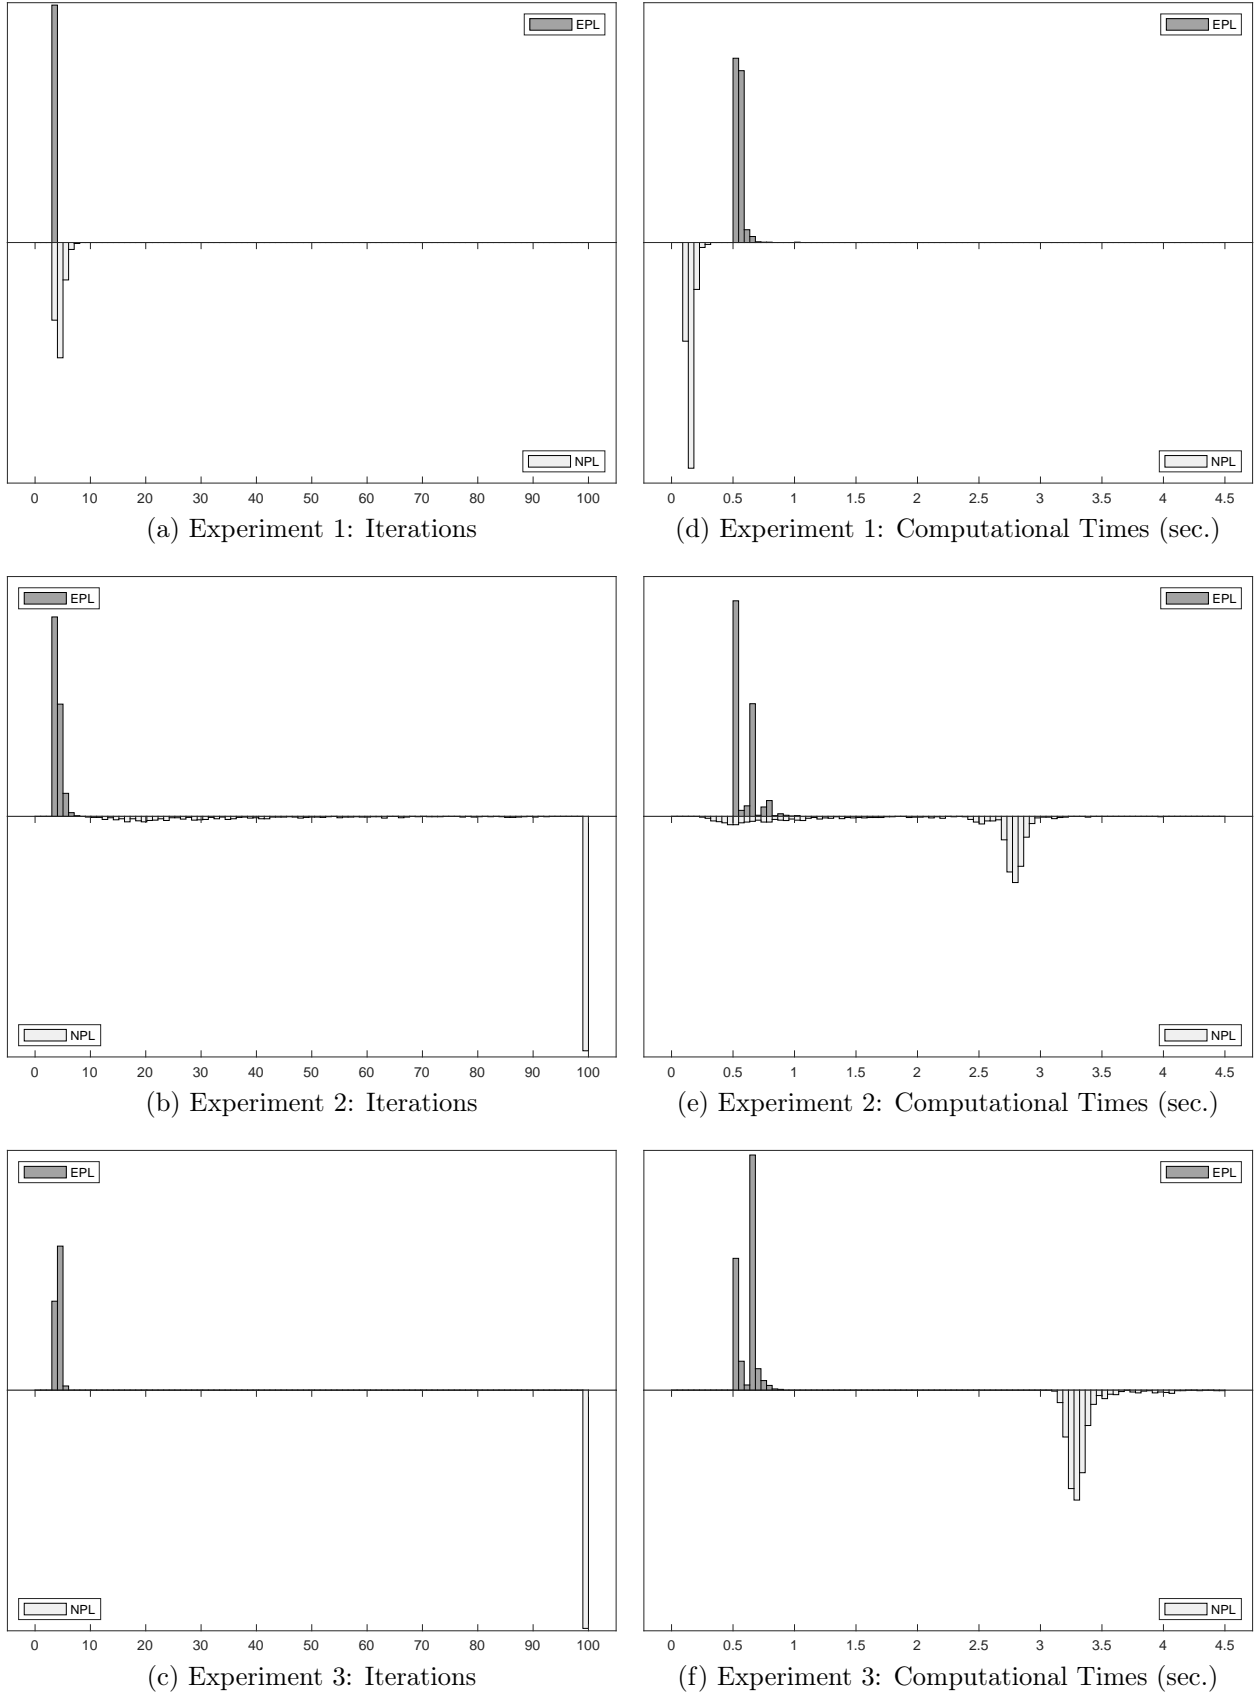 EPL
NPL
0 10 20 30 40 50 60 70 80 90 100
(a) Experiment 1: Iterations
EPL
NPL
0 0.5 1 1.5 2 2.5 3 3.5 4 4.5
(d) Experiment 1: Computational Times (sec.)
EPL
NPL
0 10 20 30 40 50 60 70 80 90 100
(b) Experiment 2: Iterations
EPL
NPL
0 0.5 1 1.5 2 2.5 3 3.5 4 4.5
(e) Experiment 2: Computational Times (sec.)
EPL
NPL
0 10 20 30 40 50 60 70 80 90 100
(c) Experiment 3: Iterations
EPL
NPL
0 0.5 1 1.5 2 2.5 3 3.5 4 4.5
(f) Experiment 3: Computational Times (sec.)